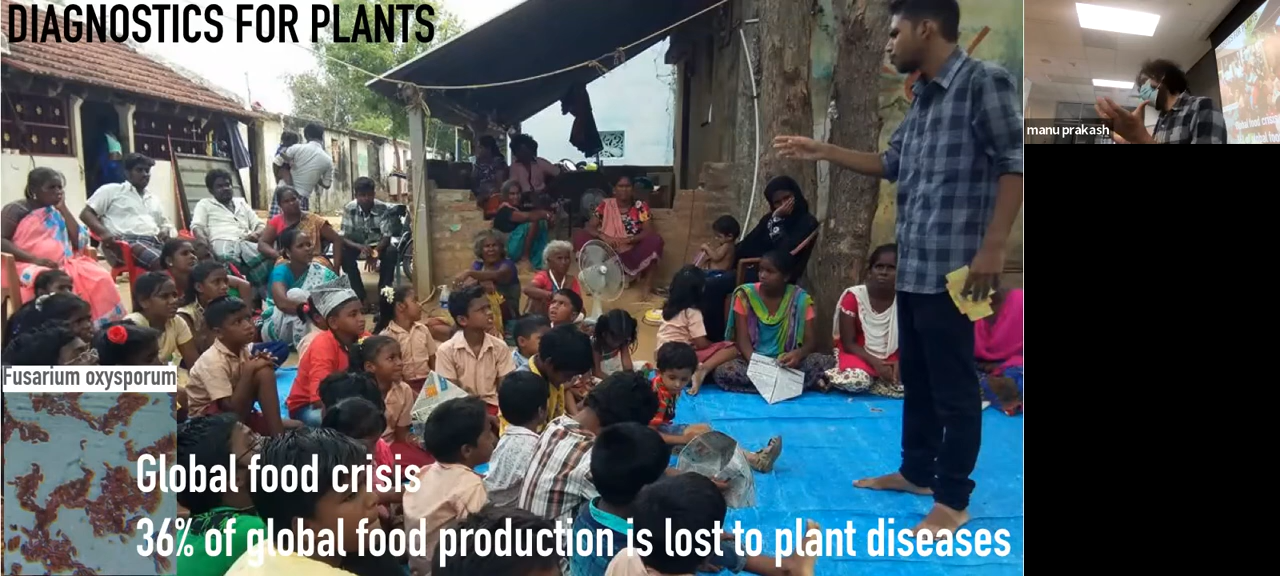 DIAGNOSTICS FOR PLANTS
manu prakash
Fusarium oxysporum
Global food crisis
36% of global food production is lost to plant diseases